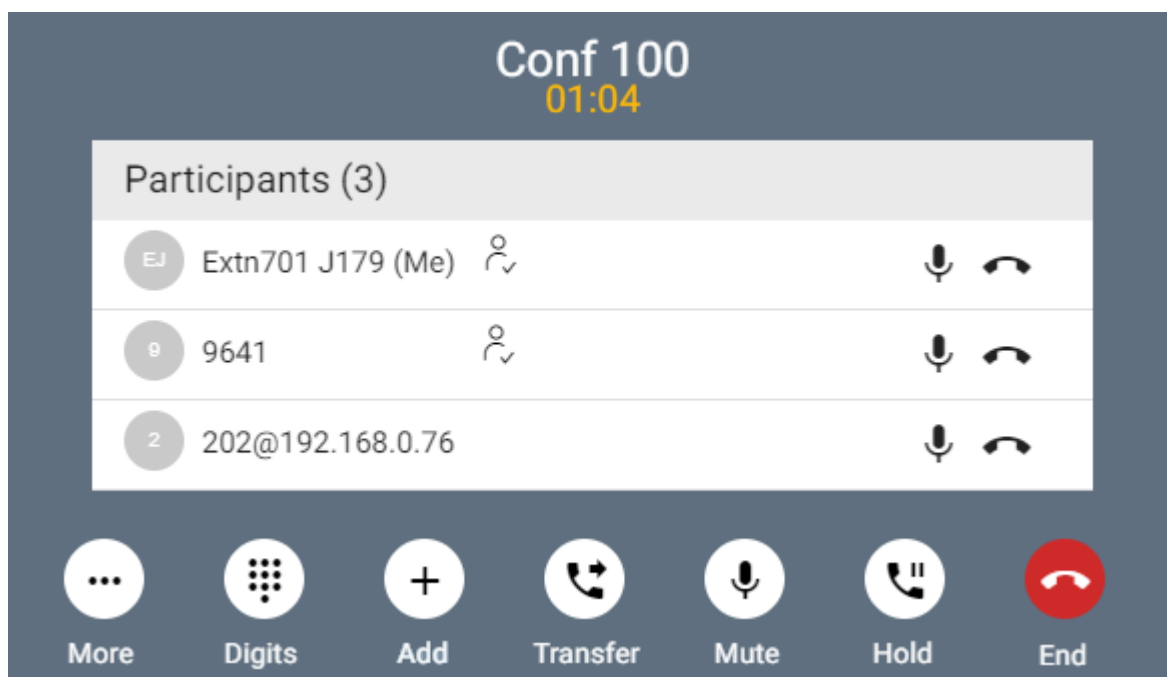 Conf 100
01:04
Participants (3)
EJ Extn701 J179 (Me)
9 9641
2 202@192.168.0.76
More Digits Add Transfer Mute Hold End